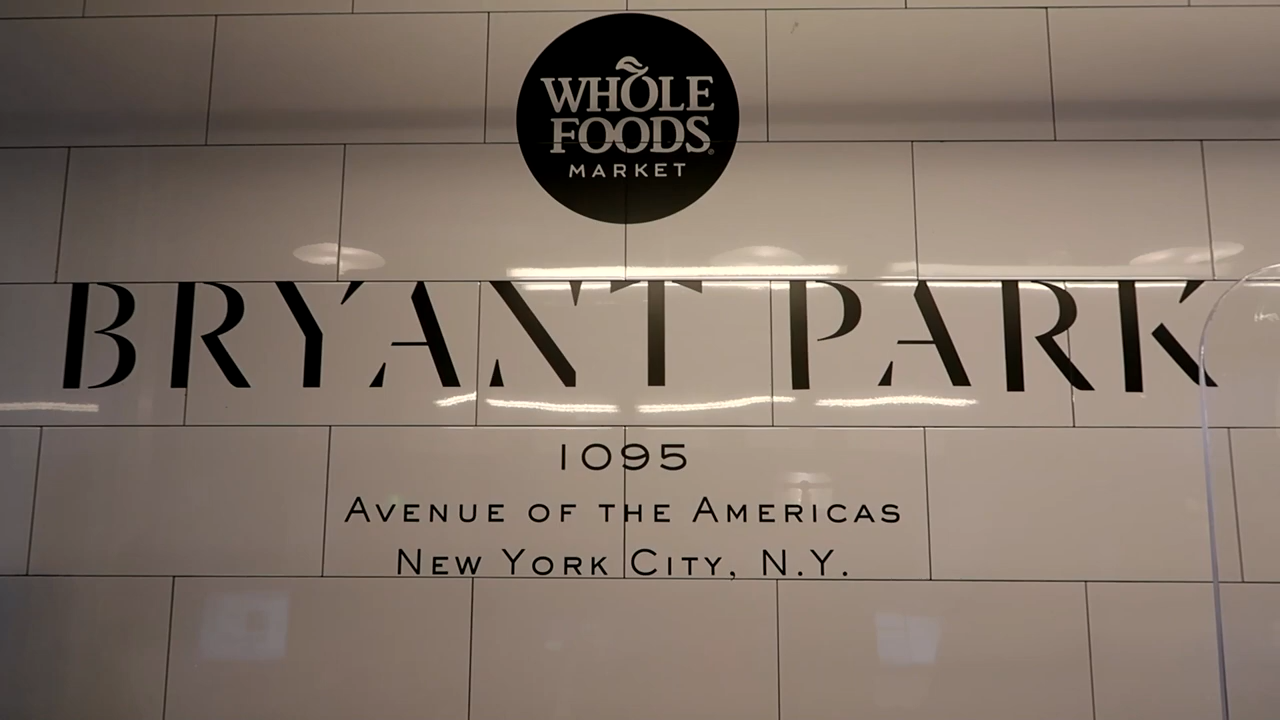 WHOLE
FOODS®
MARKET
BRYANT PARK
1095
AVENUE OF THE AMERICAS
NEW YORK CITY, N.Y.